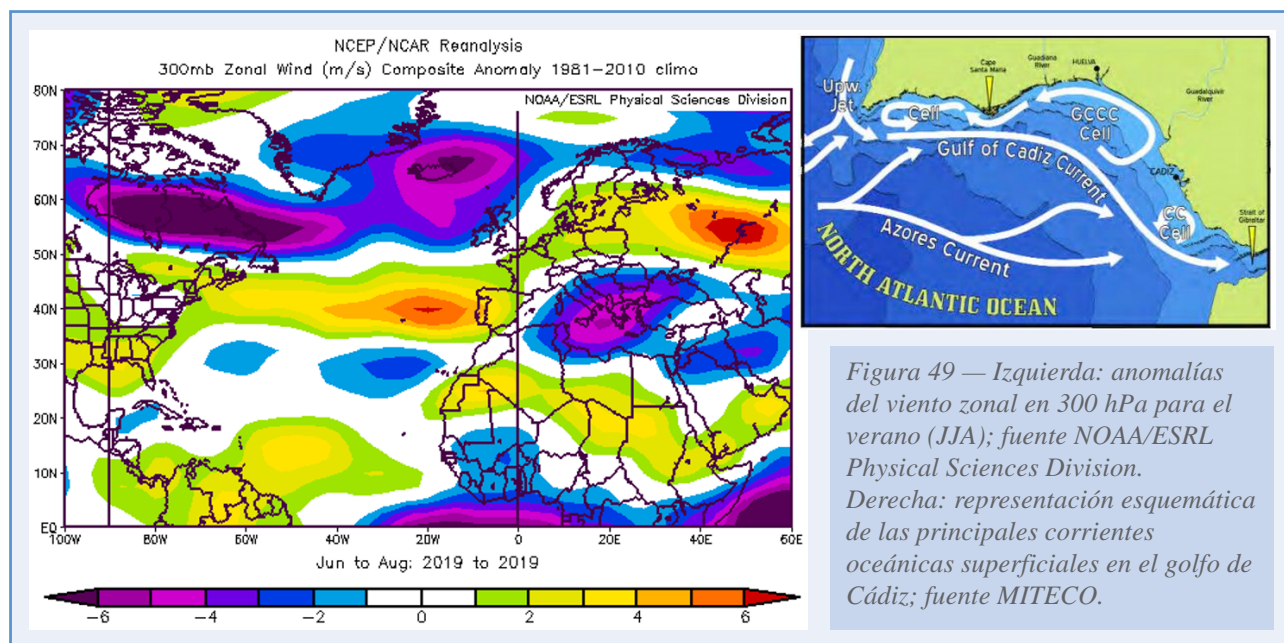 NCEP/NCAR Reanalysis
300mb Zonal Wind (m/s) Composite Anomaly 1981-2010 climo
NOAA/ESRL Physical Sciences Division
80N
70N
60N
50N
40N
30N
20N
10N
EQ
100W 80W 60W 40W 20W 0 20E 40E 60E
Jun to Aug: 2019 to 2019
-6 -4 -2 0 2 4 6
Upw. Jet
Cell
Cape Santa Maria
Guadiana River
HUELVA
Guadalquivir River
GCCC Cell
Gulf of Cadiz Current
CADIZ
CC Cell
Strait of Gibraltar
Azores Current
NORTH ATLANTIC OCEAN
Figura 49 — Izquierda: anomalías
del viento zonal en 300 hPa para el
verano (JJA); fuente NOAA/ESRL
Physical Sciences Division.
Derecha: representación esquemática
de las principales corrientes
oceánicas superficiales en el golfo de
Cádiz; fuente MITECO.